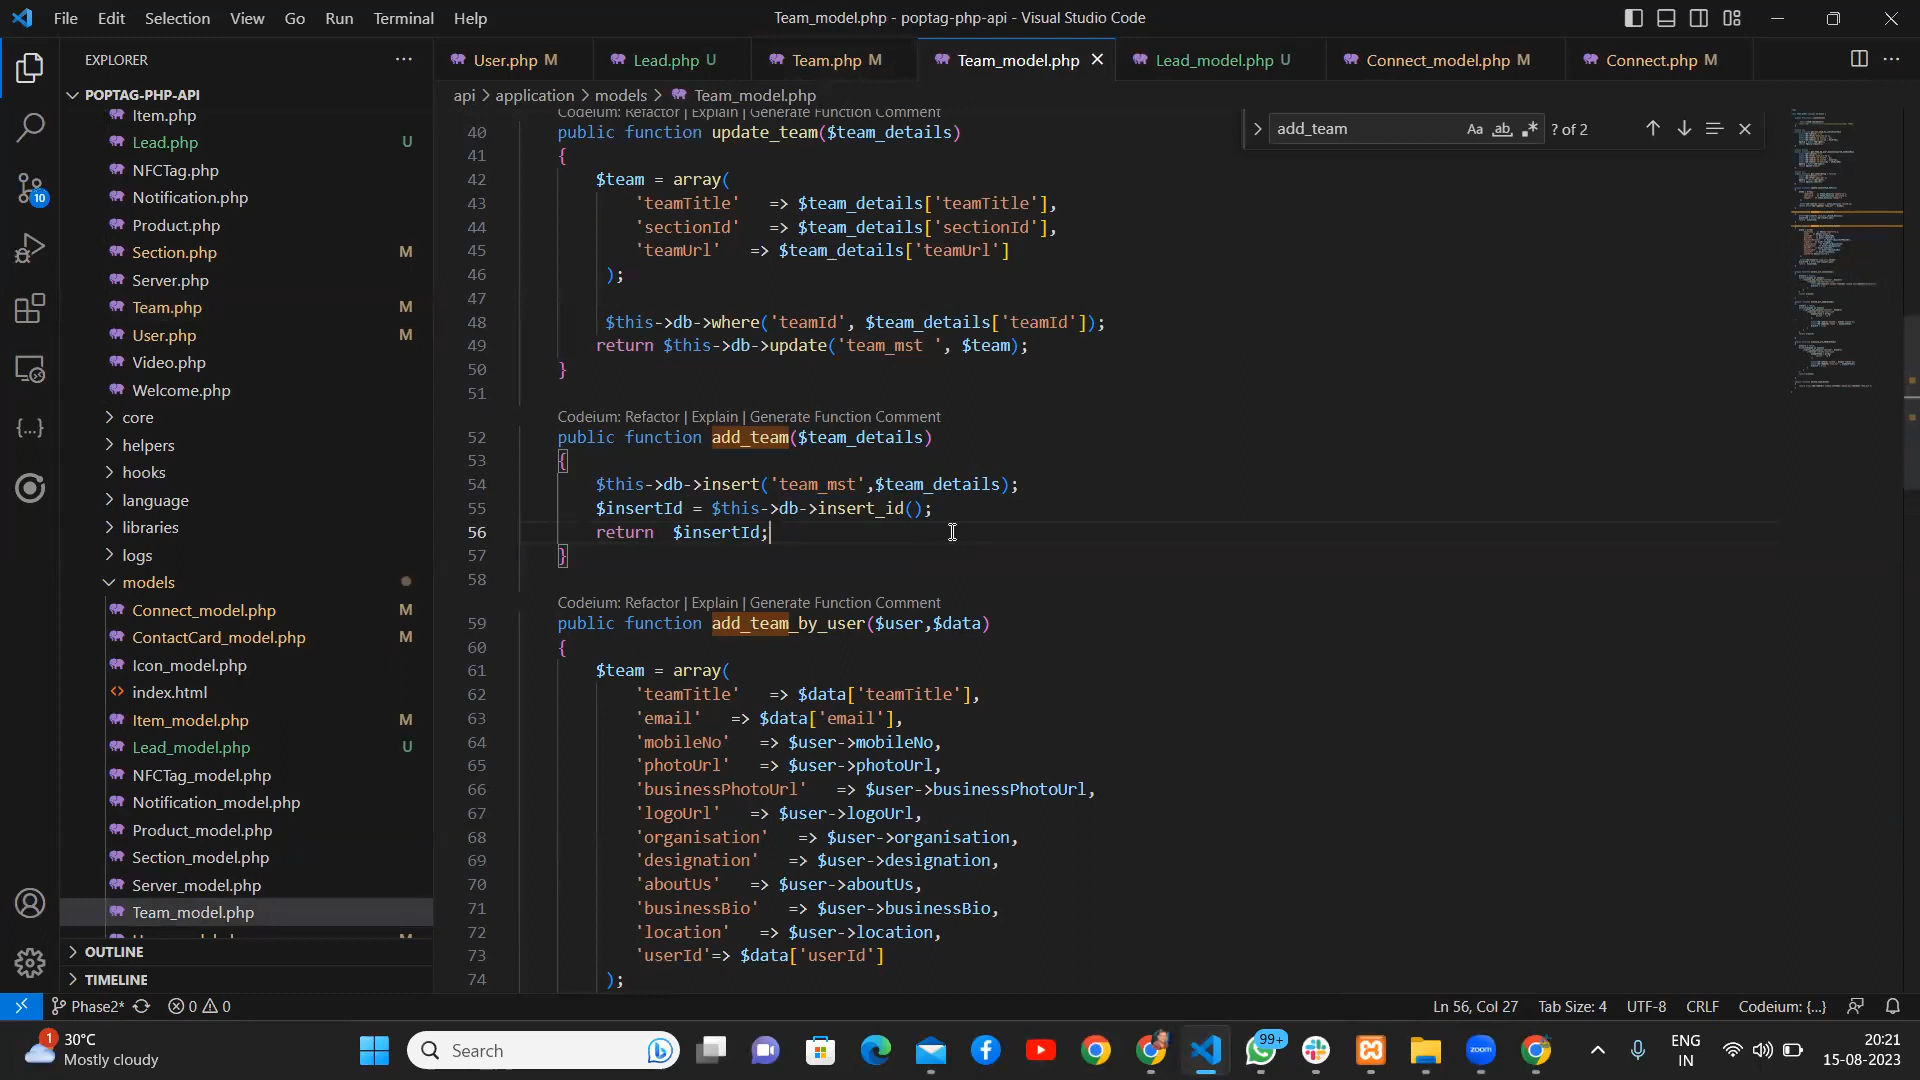 File Edit Selection View Go Run Terminal Help
Team_model.php - poptag-php-api - Visual Studio Code
EXPLORER
User.php M
Lead.php U
Team.php M
Team_model.php
Lead_model.php U
Connect_model.php M
Connect.php M
POPTAG-PHP-API
api > application > models > Team_model.php
Item.php
Lead.php U
NFCTag.php
Notification.php
Product.php
Section.php M
Server.php
Team.php M
User.php M
Video.php
Welcome.php
core
helpers
hooks
language
libraries
logs
models
Connect_model.php M
ContactCard_model.php M
Icon_model.php
index.html
Item_model.php M
Lead_model.php U
NFCTag_model.php
Notification_model.php
Product_model.php
Section_model.php
Server_model.php
Team_model.php
OUTLINE
TIMELINE
10
add_team Aa ab ? of 2
Codeium: Refactor | Explain | Generate Function Comment
40 public function update_team($team_details)
41 {
42 $team = array(
43 'teamTitle' => $team_details['teamTitle'],
44 'sectionId' => $team_details['sectionId'],
45 'teamUrl' => $team_details['teamUrl']
46 );
47
48 $this->db->where('teamId', $team_details['teamId']);
49 return $this->db->update('team_mst ', $team);
50 }
51
Codeium: Refactor | Explain | Generate Function Comment
52 public function add_team($team_details)
53 {
54 $this->db->insert('team_mst',$team_details);
55 $insertId = $this->db->insert_id();
56 return  $insertId;
57 }
58
Codeium: Refactor | Explain | Generate Function Comment
59 public function add_team_by_user($user,$data)
60 {
61 $team = array(
62 'teamTitle' => $data['teamTitle'],
63 'email' => $data['email'],
64 'mobileNo' => $user->mobileNo,
65 'photoUrl' => $user->photoUrl,
66 'businessPhotoUrl' => $user->businessPhotoUrl,
67 'logoUrl' => $user->logoUrl,
68 'organisation' => $user->organisation,
69 'designation' => $user->designation,
70 'aboutUs' => $user->aboutUs,
71 'businessBio' => $user->businessBio,
72 'location' => $user->location,
73 'userId'=> $data['userId']
74 );
Phase2* 0 0
Ln 56, Col 27 Tab Size: 4 UTF-8 CRLF Codeium: {...}
1
30°C
Mostly cloudy
Search
zoom
99+
ENG
IN
20:21
15-08-2023